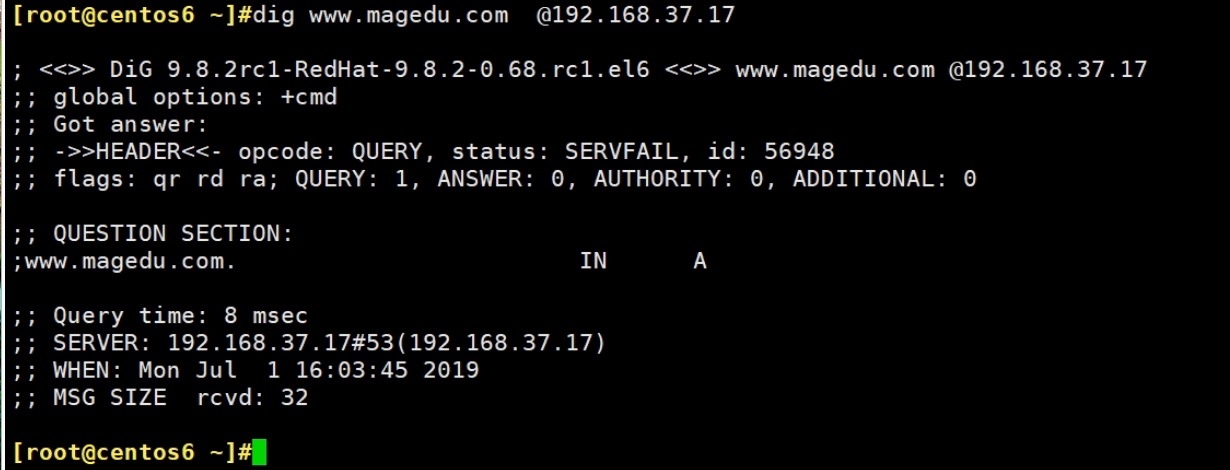 [root@centos6 ~]#dig www.magedu.com  @192.168.37.17
; <<>> DiG 9.8.2rc1-RedHat-9.8.2-0.68.rc1.el6 <<>> www.magedu.com @192.168.37.17
;; global options: +cmd
;; Got answer:
;; ->>HEADER<<- opcode: QUERY, status: SERVFAIL, id: 56948
;; flags: qr rd ra; QUERY: 1, ANSWER: 0, AUTHORITY: 0, ADDITIONAL: 0
;; QUESTION SECTION:
;www.magedu.com.			IN	A
;; Query time: 8 msec
;; SERVER: 192.168.37.17#53(192.168.37.17)
;; WHEN: Mon Jul  1 16:03:45 2019
;; MSG SIZE  rcvd: 32
[root@centos6 ~]#